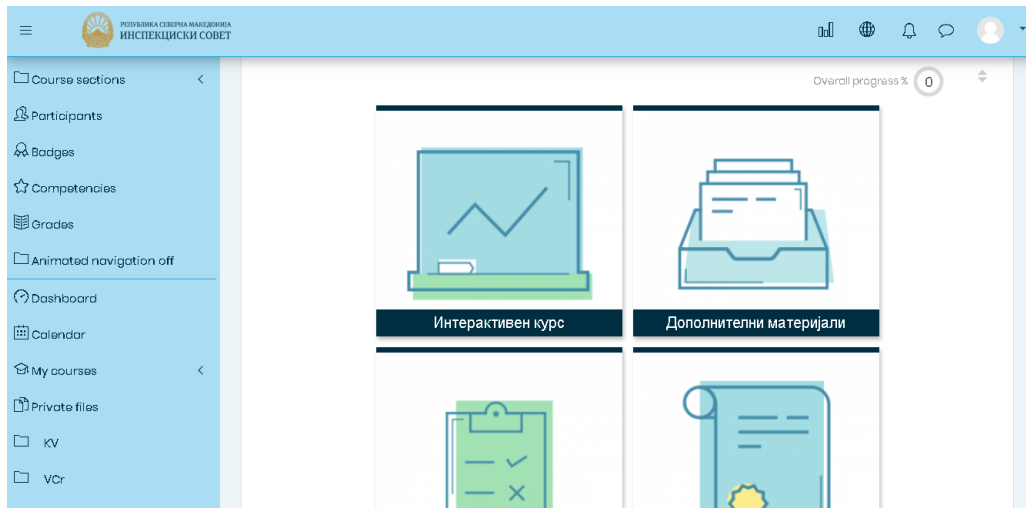 РЕПУБЛИКА СЕВЕРНА МАКЕДОНИЈА
ИНСПЕКЦИСКИ СОВЕТ
Course sections
Participants
Badges
Competencies
Grades
Animated navigation off
Dashboard
Calendar
My courses
Private files
KV
VCr
Overall progress % 0
Интерактивен курс
Дополнителни материјали